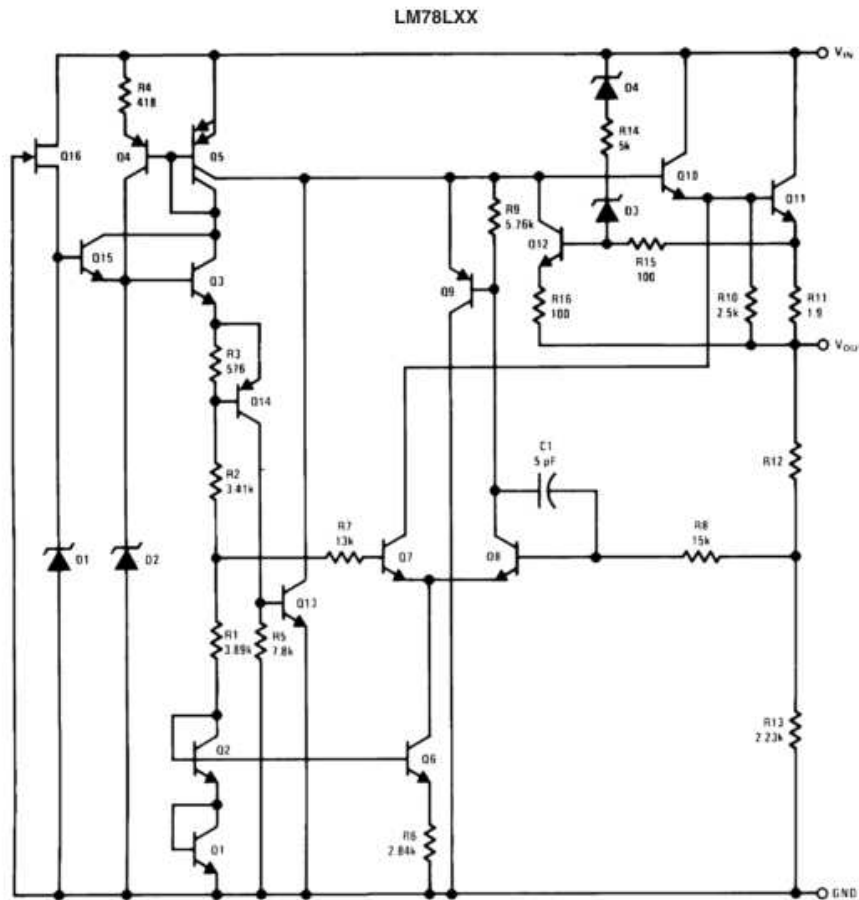 LM78LXX
VIN
R4
418
D4
R14
5k
Q16
Q4
Q5
Q10
Q11
R9
5.76k
D3
Q12
Q15
R15
100
Q3
Q9
R16
100
R10
2.5k
R11
1.9
VOUT
R3
576
Q14
C1
5 pF
R12
R2
3.41k
R7
13k
Q7
Q8
R8
15k
D1
D2
Q13
R1
3.89k
R5
7.8k
R13
2.23k
Q2
Q6
R6
2.84k
Q1
GND